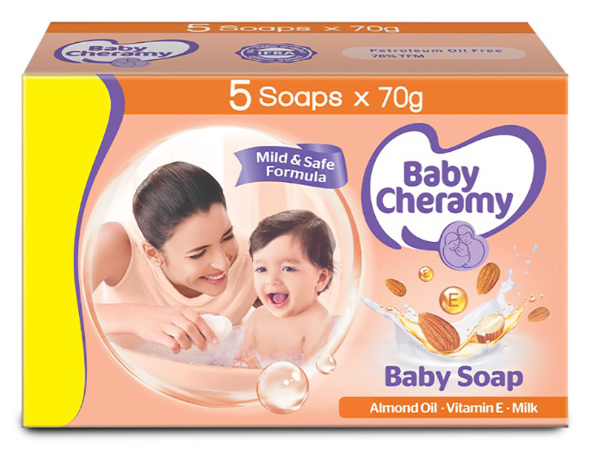 5 Soaps x 70g
Baby
Cheramy
IFRA
Petroleum Oil Free
78% TFM
5 Soaps x 70g
Mild & Safe
Formula
Baby
Cheramy
E
E
Baby Soap
Almond Oil · Vitamin E · Milk